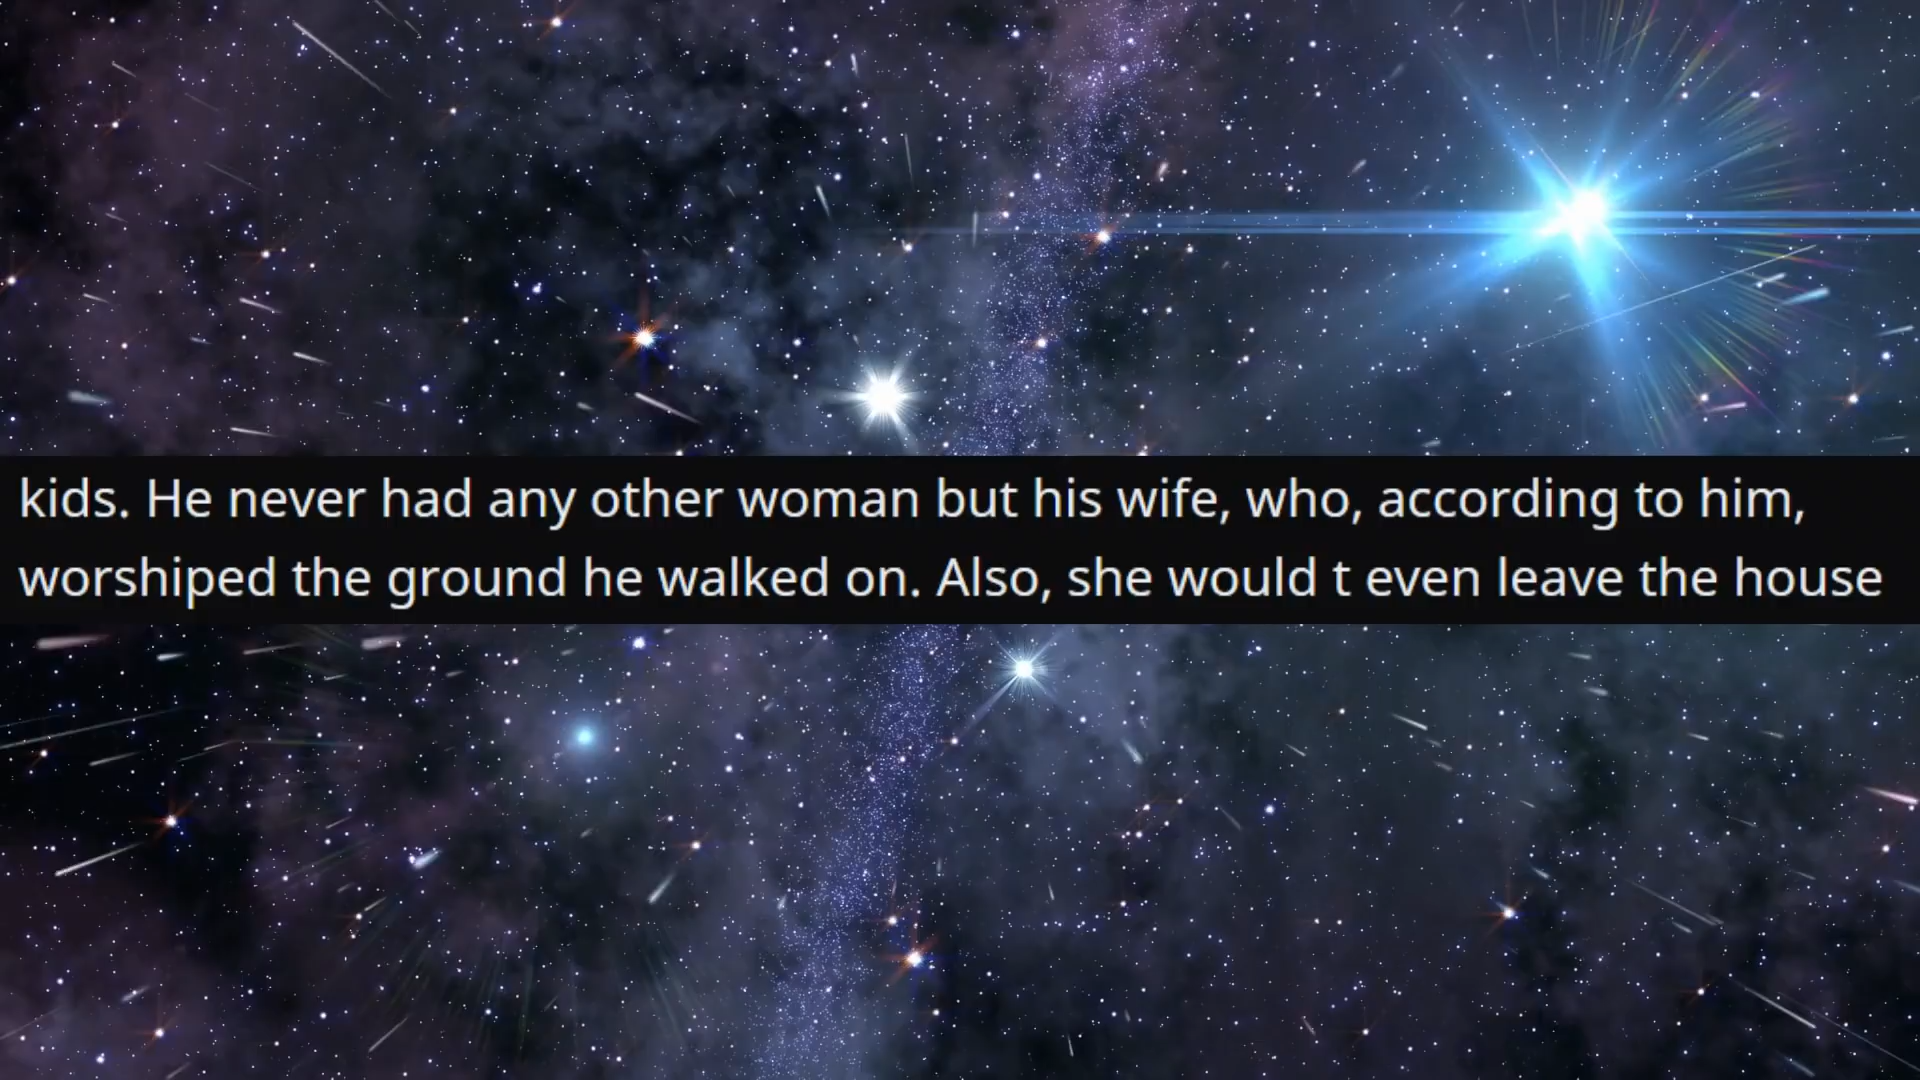 kids. He never had any other woman but his wife, who, according to him,
worshiped the ground he walked on. Also, she would t even leave the house